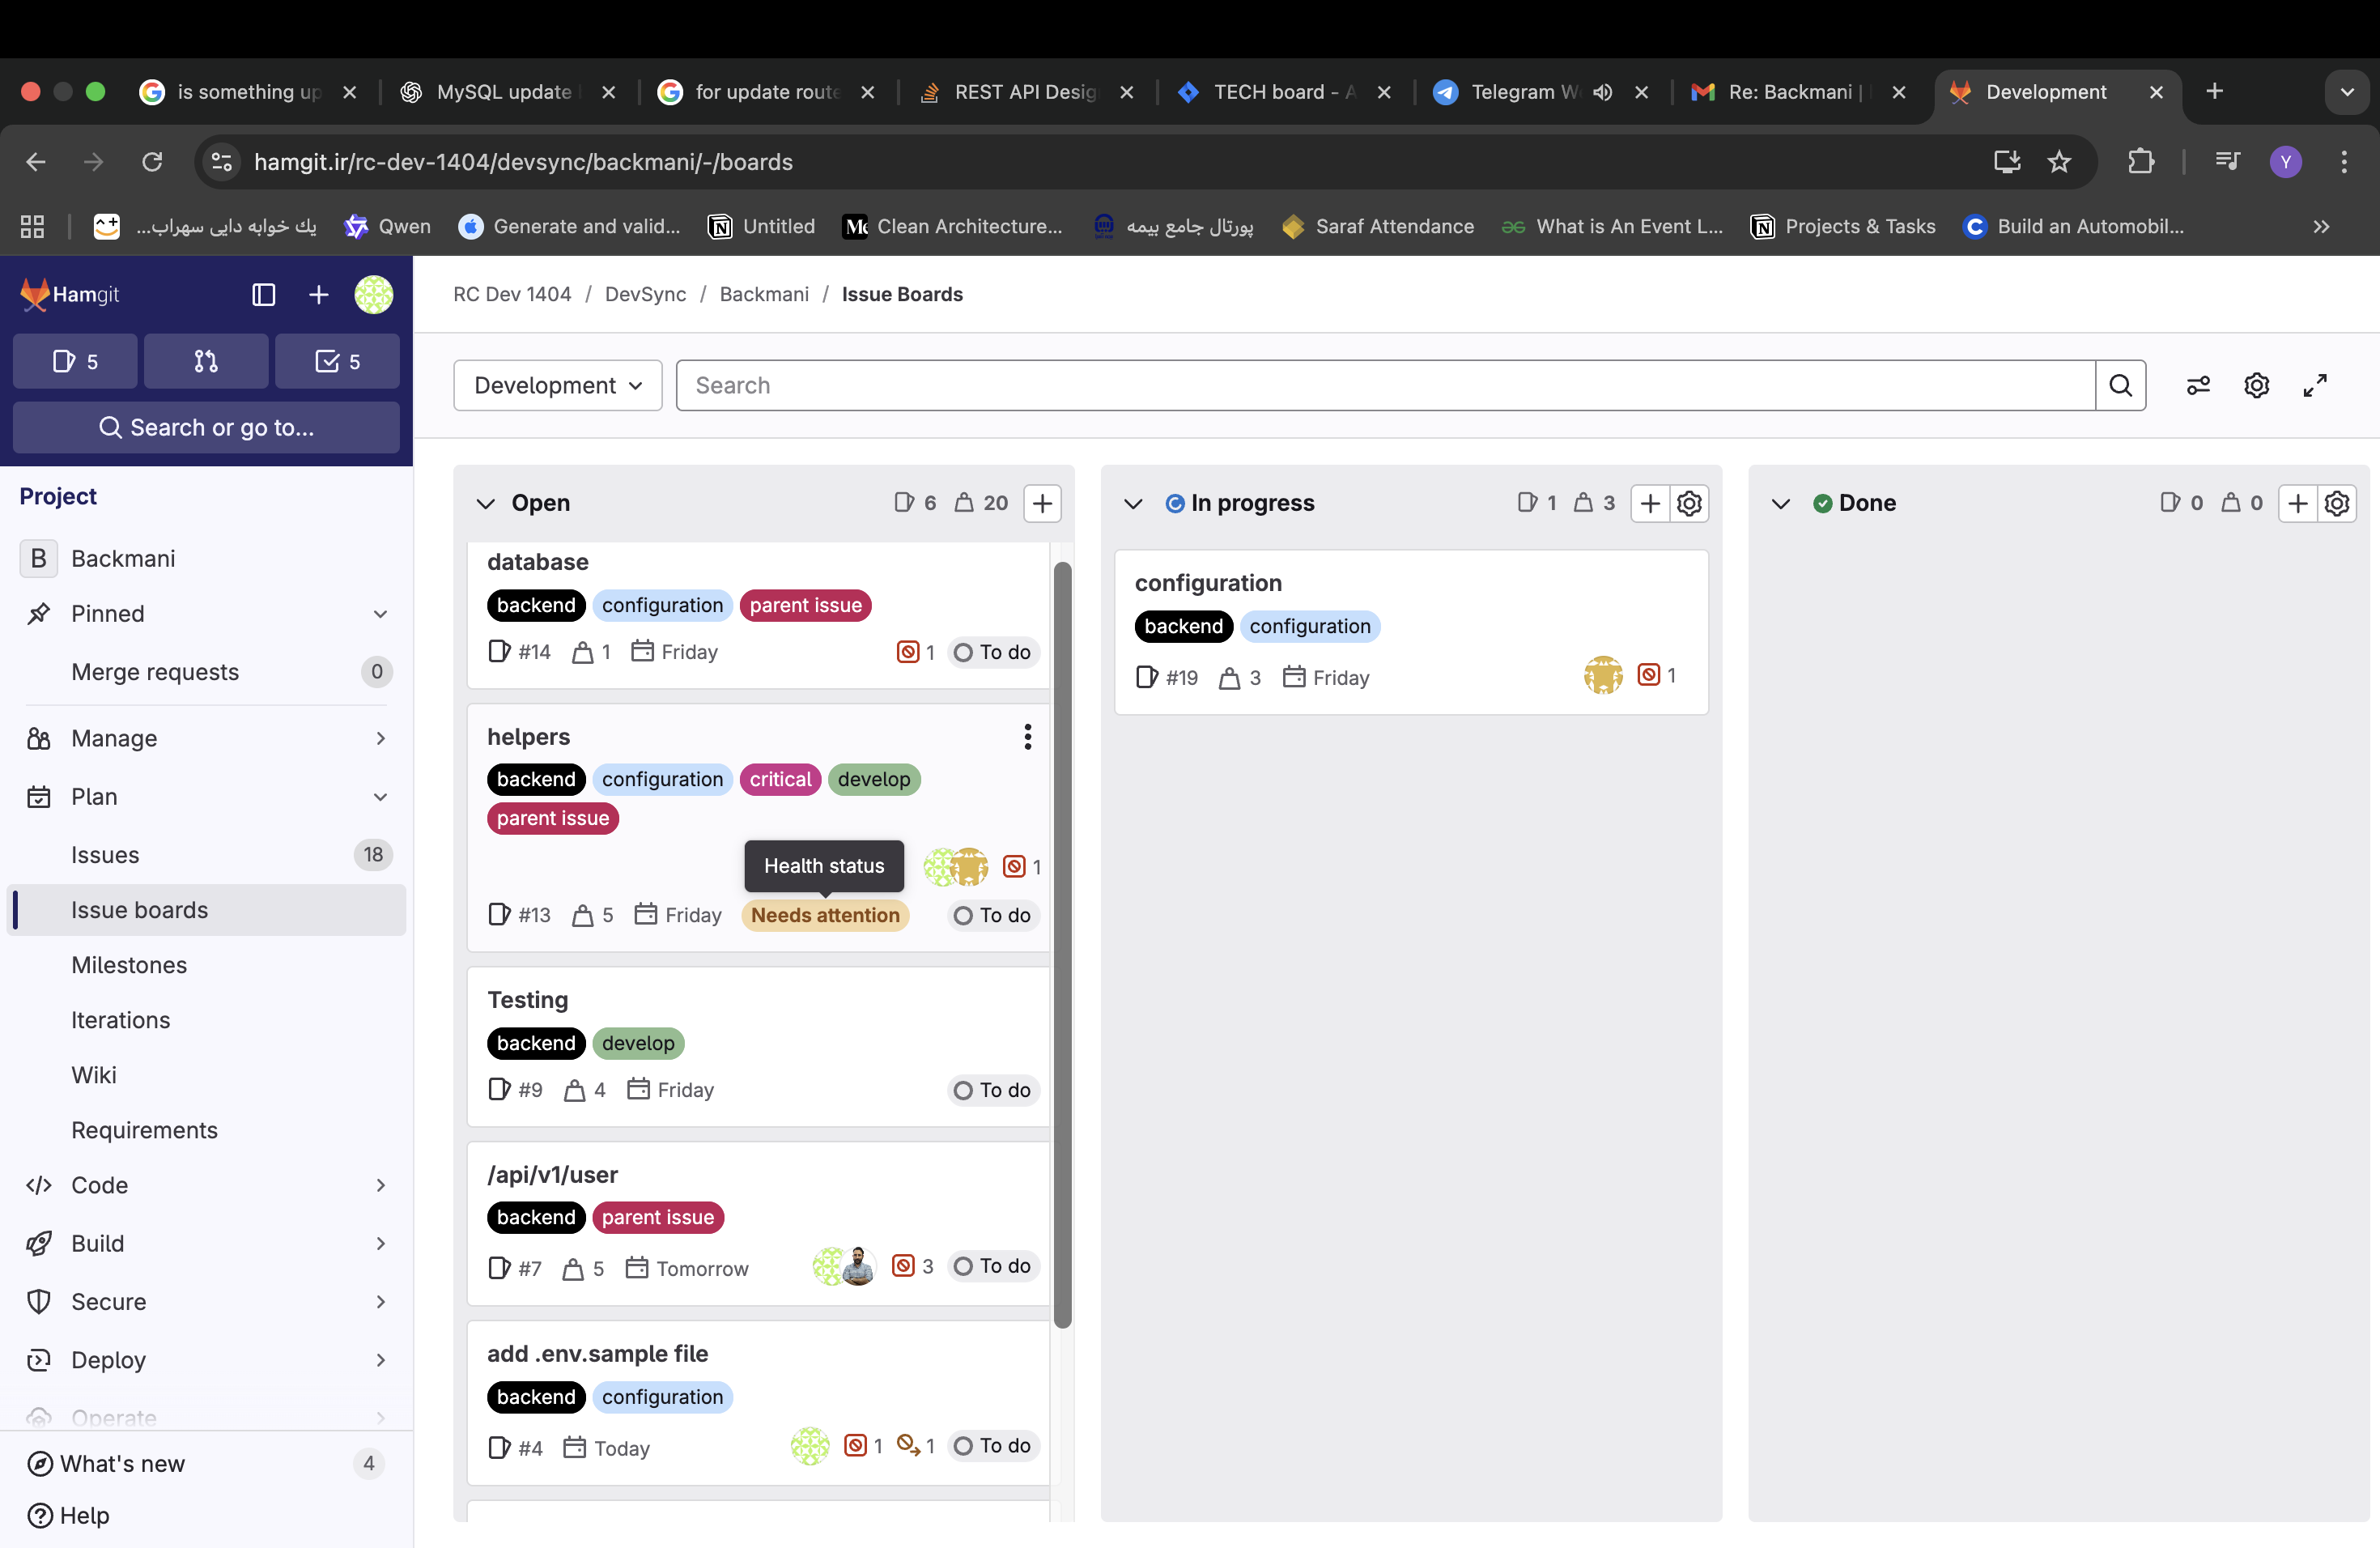 is something up
MySQL update
for update route
REST API Desig
TECH board - A
Telegram We
Re: Backmani |
Development
hamgit.ir/rc-dev-1404/devsync/backmani/-/boards
Y
یك خوابه دایی سهراب...
Qwen
Generate and valid...
Untitled
Clean Architecture...
پورتال جامع بیمه
Saraf Attendance
What is An Event L...
Projects & Tasks
Build an Automobil...
Hamgit
5
5
Search or go to...
Project
B Backmani
Pinned
Merge requests 0
Manage
Plan
Issues 18
Issue boards
Milestones
Iterations
Wiki
Requirements
Code
Build
Secure
Deploy
Operate
What's new 4
Help
RC Dev 1404 / DevSync / Backmani / Issue Boards
Development
Search
Open 6 20
database
backend configuration parent issue
#14 1 Friday 1 To do
helpers
backend configuration critical develop
parent issue
Health status
1
#13 5 Friday Needs attention To do
Testing
backend develop
#9 4 Friday To do
/api/v1/user
backend parent issue
#7 5 Tomorrow 3 To do
add .env.sample file
backend configuration
#4 Today 1 1 To do
In progress 1 3
configuration
backend configuration
#19 3 Friday 1
Done 0 0